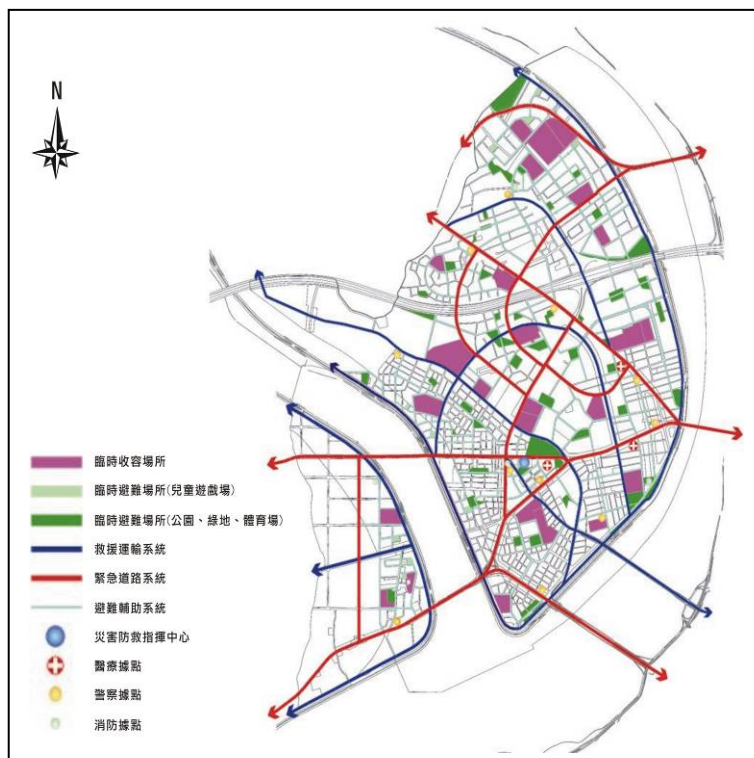 N
臨時收容場所
臨時避難場所(兒童遊戲場)
臨時避難場所(公園、綠地、體育場)
救援運輸系統
緊急道路系統
避難輔助系統
災害防救指揮中心
醫療據點
警察據點
消防據點